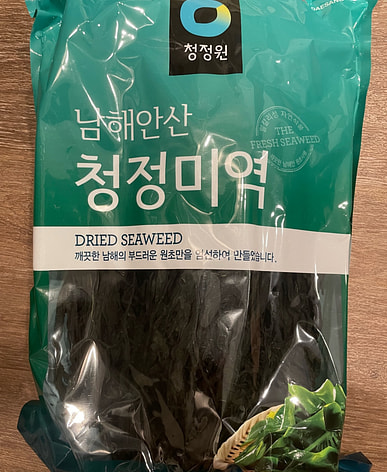 청정원
DAESANG
남해안산
청정미역
THE
FRESH SEAWEED
DRIED SEAWEED
깨끗한 남해의 부드러운 원초만을 엄선하여 만들었습니다.